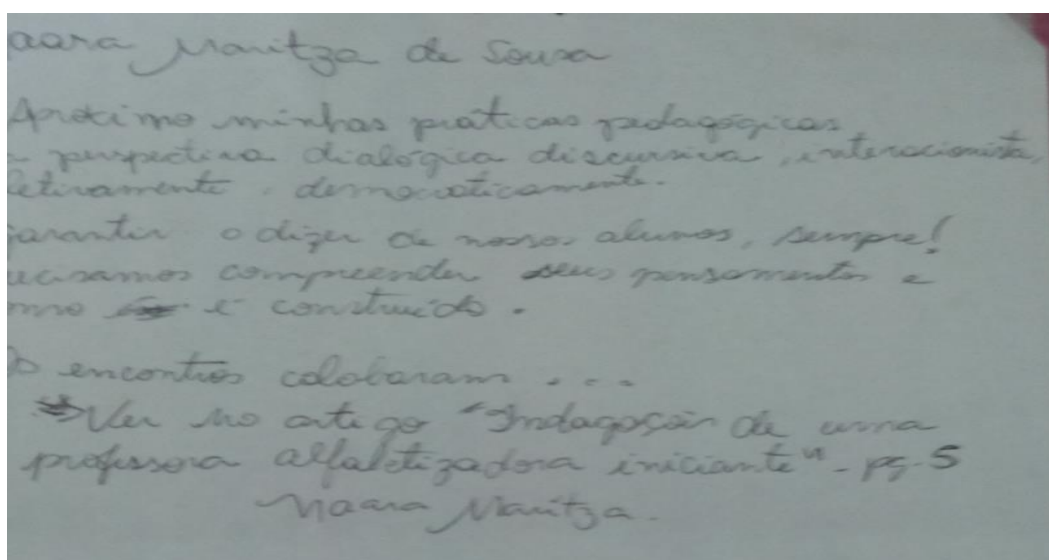 aara Maritza de Sousa
Aproximo minhas práticas pedagógicas
a perspectiva dialógica discursiva, interacionista,
letivamente, democraticamente.
garantir o dizer de nossos alunos, sempre!
ecisamos compreender seus pensamentos e
mo é construído.
O encontros colobaram...
Ver no artigo "Indagação de uma
professora alfabetizadora iniciante" - pg. 5
Naara Maritza.